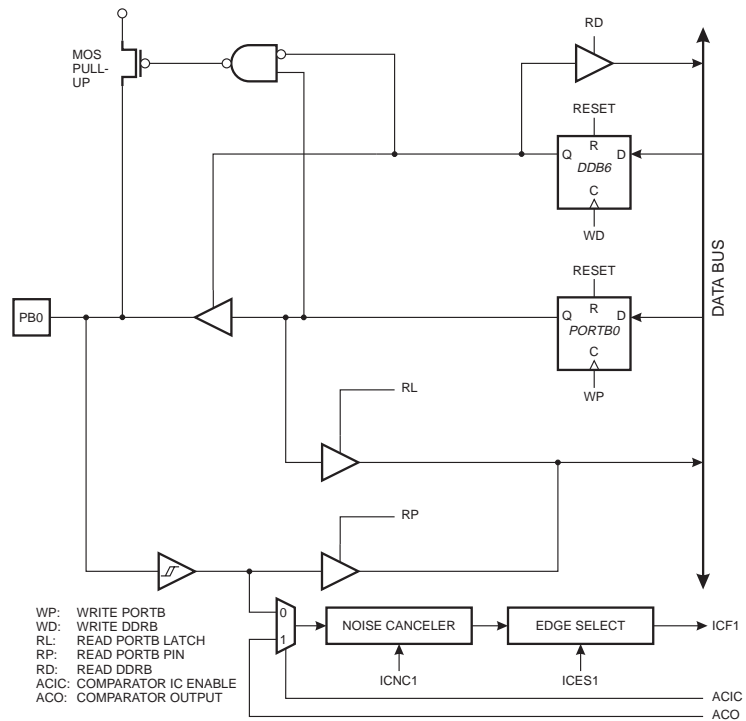 RD
MOS
PULL-
UP
RESET
R
Q
D
DDB6
C
WD
RESET
R
PB0
Q
D
PORTB0
C
WP
DATA BUS
RL
RP
WP: WRITE PORTB
WD: WRITE DDRB
RL: READ PORTB LATCH
RP: READ PORTB PIN
RD: READ DDRB
ACIC: COMPARATOR IC ENABLE
ACO: COMPARATOR OUTPUT
0
1
NOISE CANCELER
EDGE SELECT
ICF1
ICNC1
ICES1
ACIC
ACO